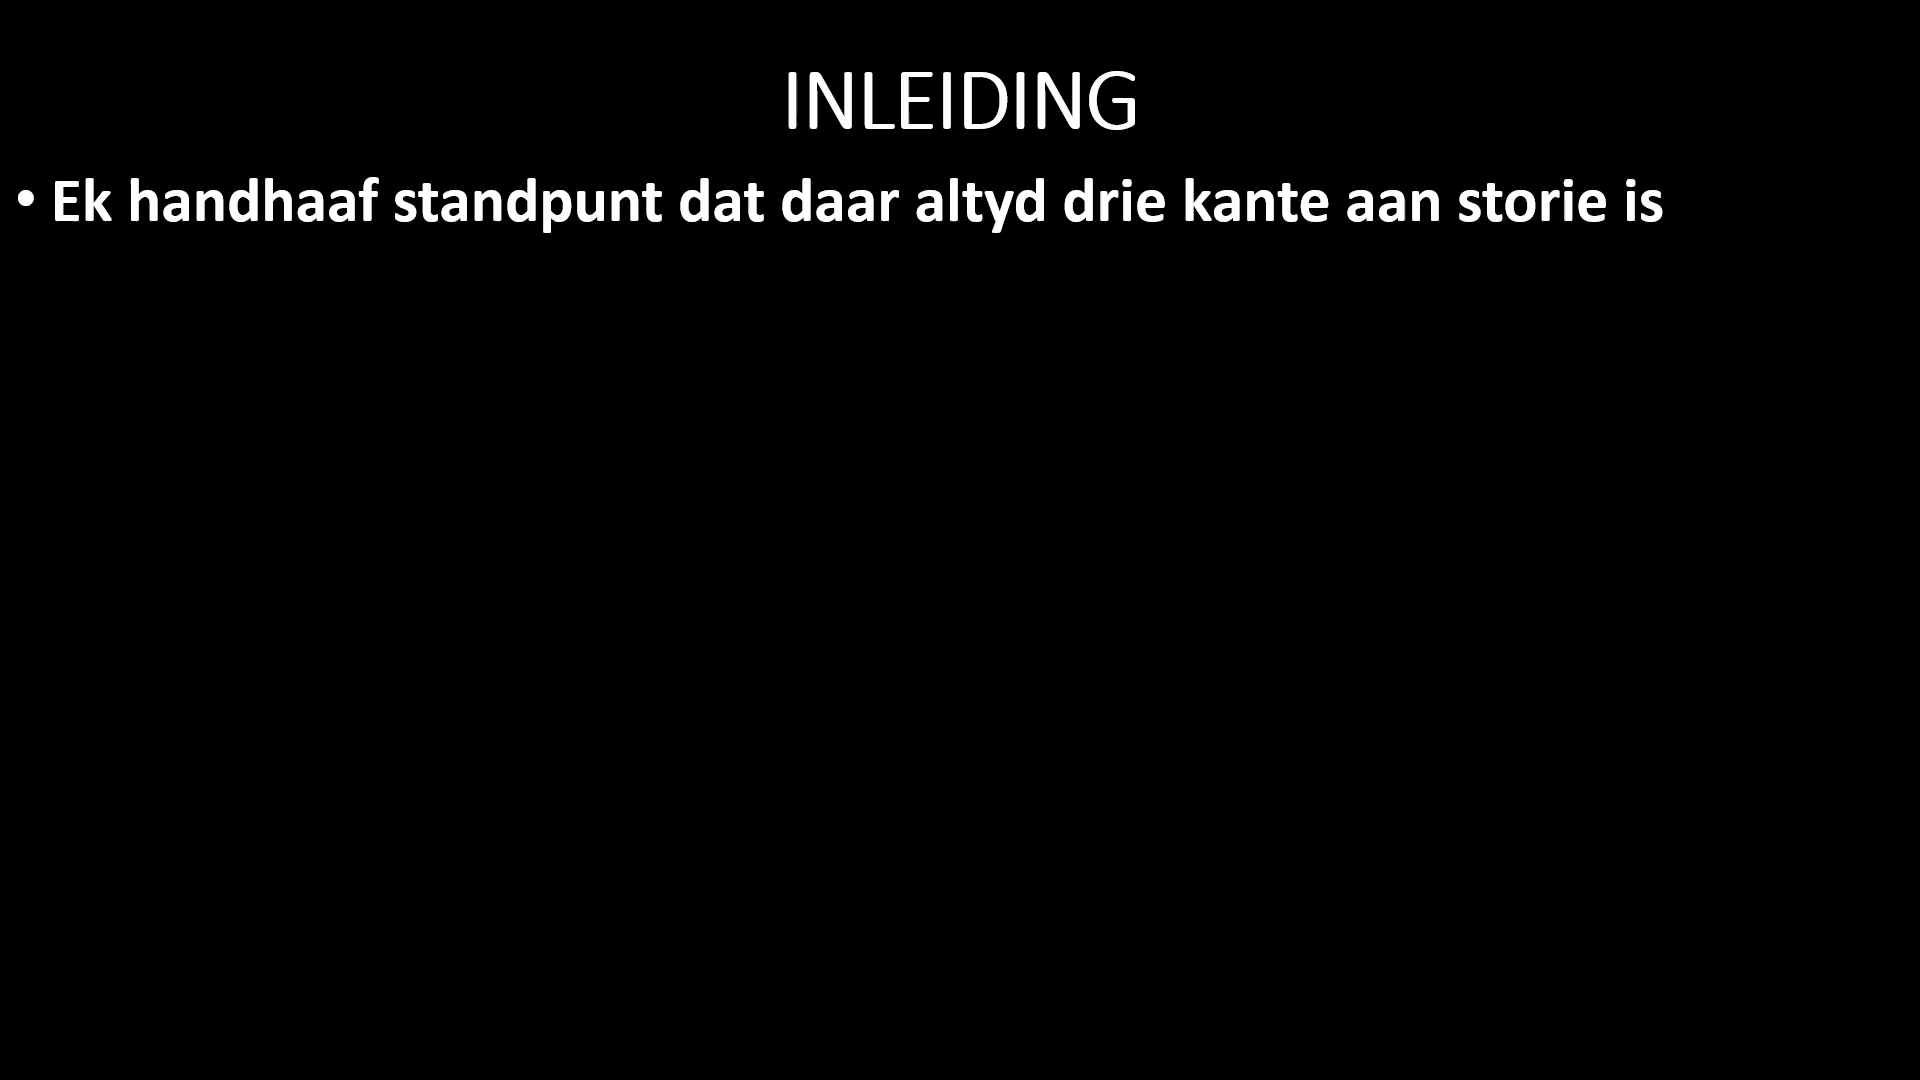 INLEIDING
• Ek handhaaf standpunt dat daar altyd drie kante aan storie is